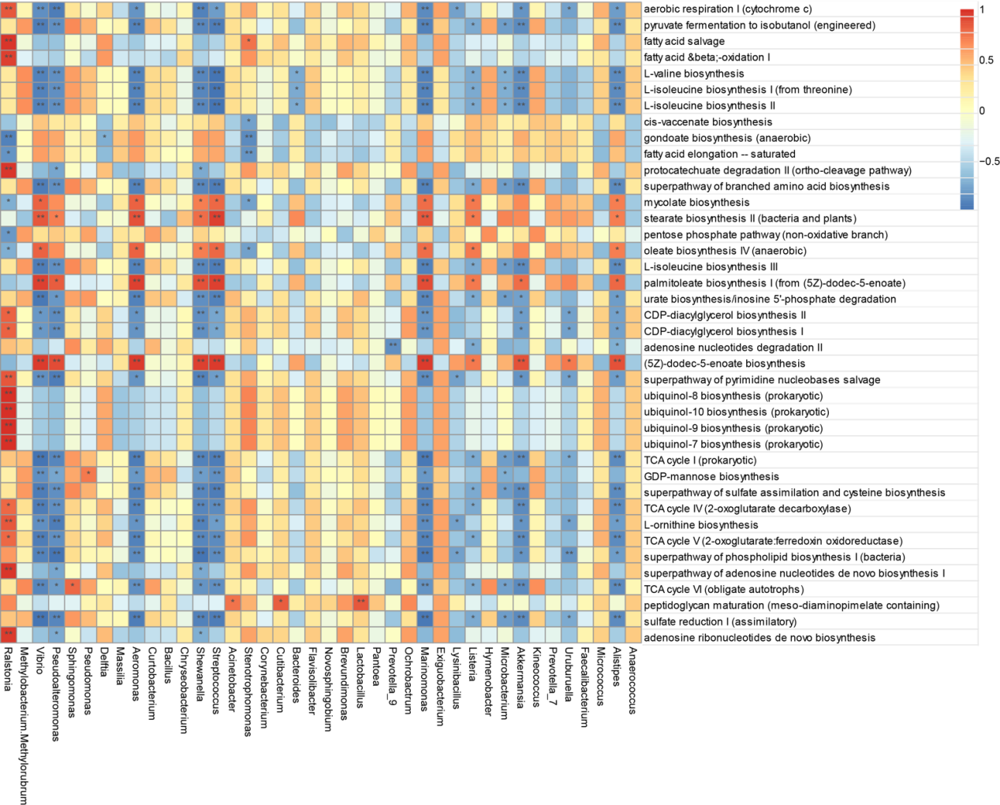 aerobic respiration I (cytochrome c)
pyruvate fermentation to isobutanol (engineered)
fatty acid salvage
fatty acid &beta;-oxidation I
L-valine biosynthesis
L-isoleucine biosynthesis I (from threonine)
L-isoleucine biosynthesis II
cis-vaccenate biosynthesis
gondoate biosynthesis (anaerobic)
fatty acid elongation -- saturated
protocatechuate degradation II (ortho-cleavage pathway)
superpathway of branched amino acid biosynthesis
mycolate biosynthesis
stearate biosynthesis II (bacteria and plants)
pentose phosphate pathway (non-oxidative branch)
oleate biosynthesis IV (anaerobic)
L-isoleucine biosynthesis III
palmitoleate biosynthesis I (from (5Z)-dodec-5-enoate)
urate biosynthesis/inosine 5'-phosphate degradation
CDP-diacylglycerol biosynthesis II
CDP-diacylglycerol biosynthesis I
adenosine nucleotides degradation II
(5Z)-dodec-5-enoate biosynthesis
superpathway of pyrimidine nucleobases salvage
ubiquinol-8 biosynthesis (prokaryotic)
ubiquinol-10 biosynthesis (prokaryotic)
ubiquinol-9 biosynthesis (prokaryotic)
ubiquinol-7 biosynthesis (prokaryotic)
TCA cycle I (prokaryotic)
GDP-mannose biosynthesis
superpathway of sulfate assimilation and cysteine biosynthesis
TCA cycle IV (2-oxoglutarate decarboxylase)
L-ornithine biosynthesis
TCA cycle V (2-oxoglutarate:ferredoxin oxidoreductase)
superpathway of phospholipid biosynthesis I (bacteria)
superpathway of adenosine nucleotides de novo biosynthesis I
TCA cycle VI (obligate autotrophs)
peptidoglycan maturation (meso-diaminopimelate containing)
sulfate reduction I (assimilatory)
adenosine ribonucleotides de novo biosynthesis
1
0.5
0
−0.5
Ralstonia
Methylobacterium.Methylorubrum
Vibrio
Pseudoalteromonas
Sphingomonas
Pseudomonas
Delftia
Massilia
Aeromonas
Curtobacterium
Bacillus
Chryseobacterium
Shewanella
Streptococcus
Acinetobacter
Stenotrophomonas
Corynebacterium
Cutibacterium
Bacteroides
Flavisolibacter
Novosphingobium
Brevundimonas
Lactobacillus
Pantoea
Prevotella_9
Ochrobactrum
Marinomonas
Exiguobacterium
Lysinibacillus
Listeria
Hymenobacter
Microbacterium
Akkermansia
Kineococcus
Prevotella_7
Uruburuella
Faecalibacterium
Micrococcus
Alistipes
Anaerococcus